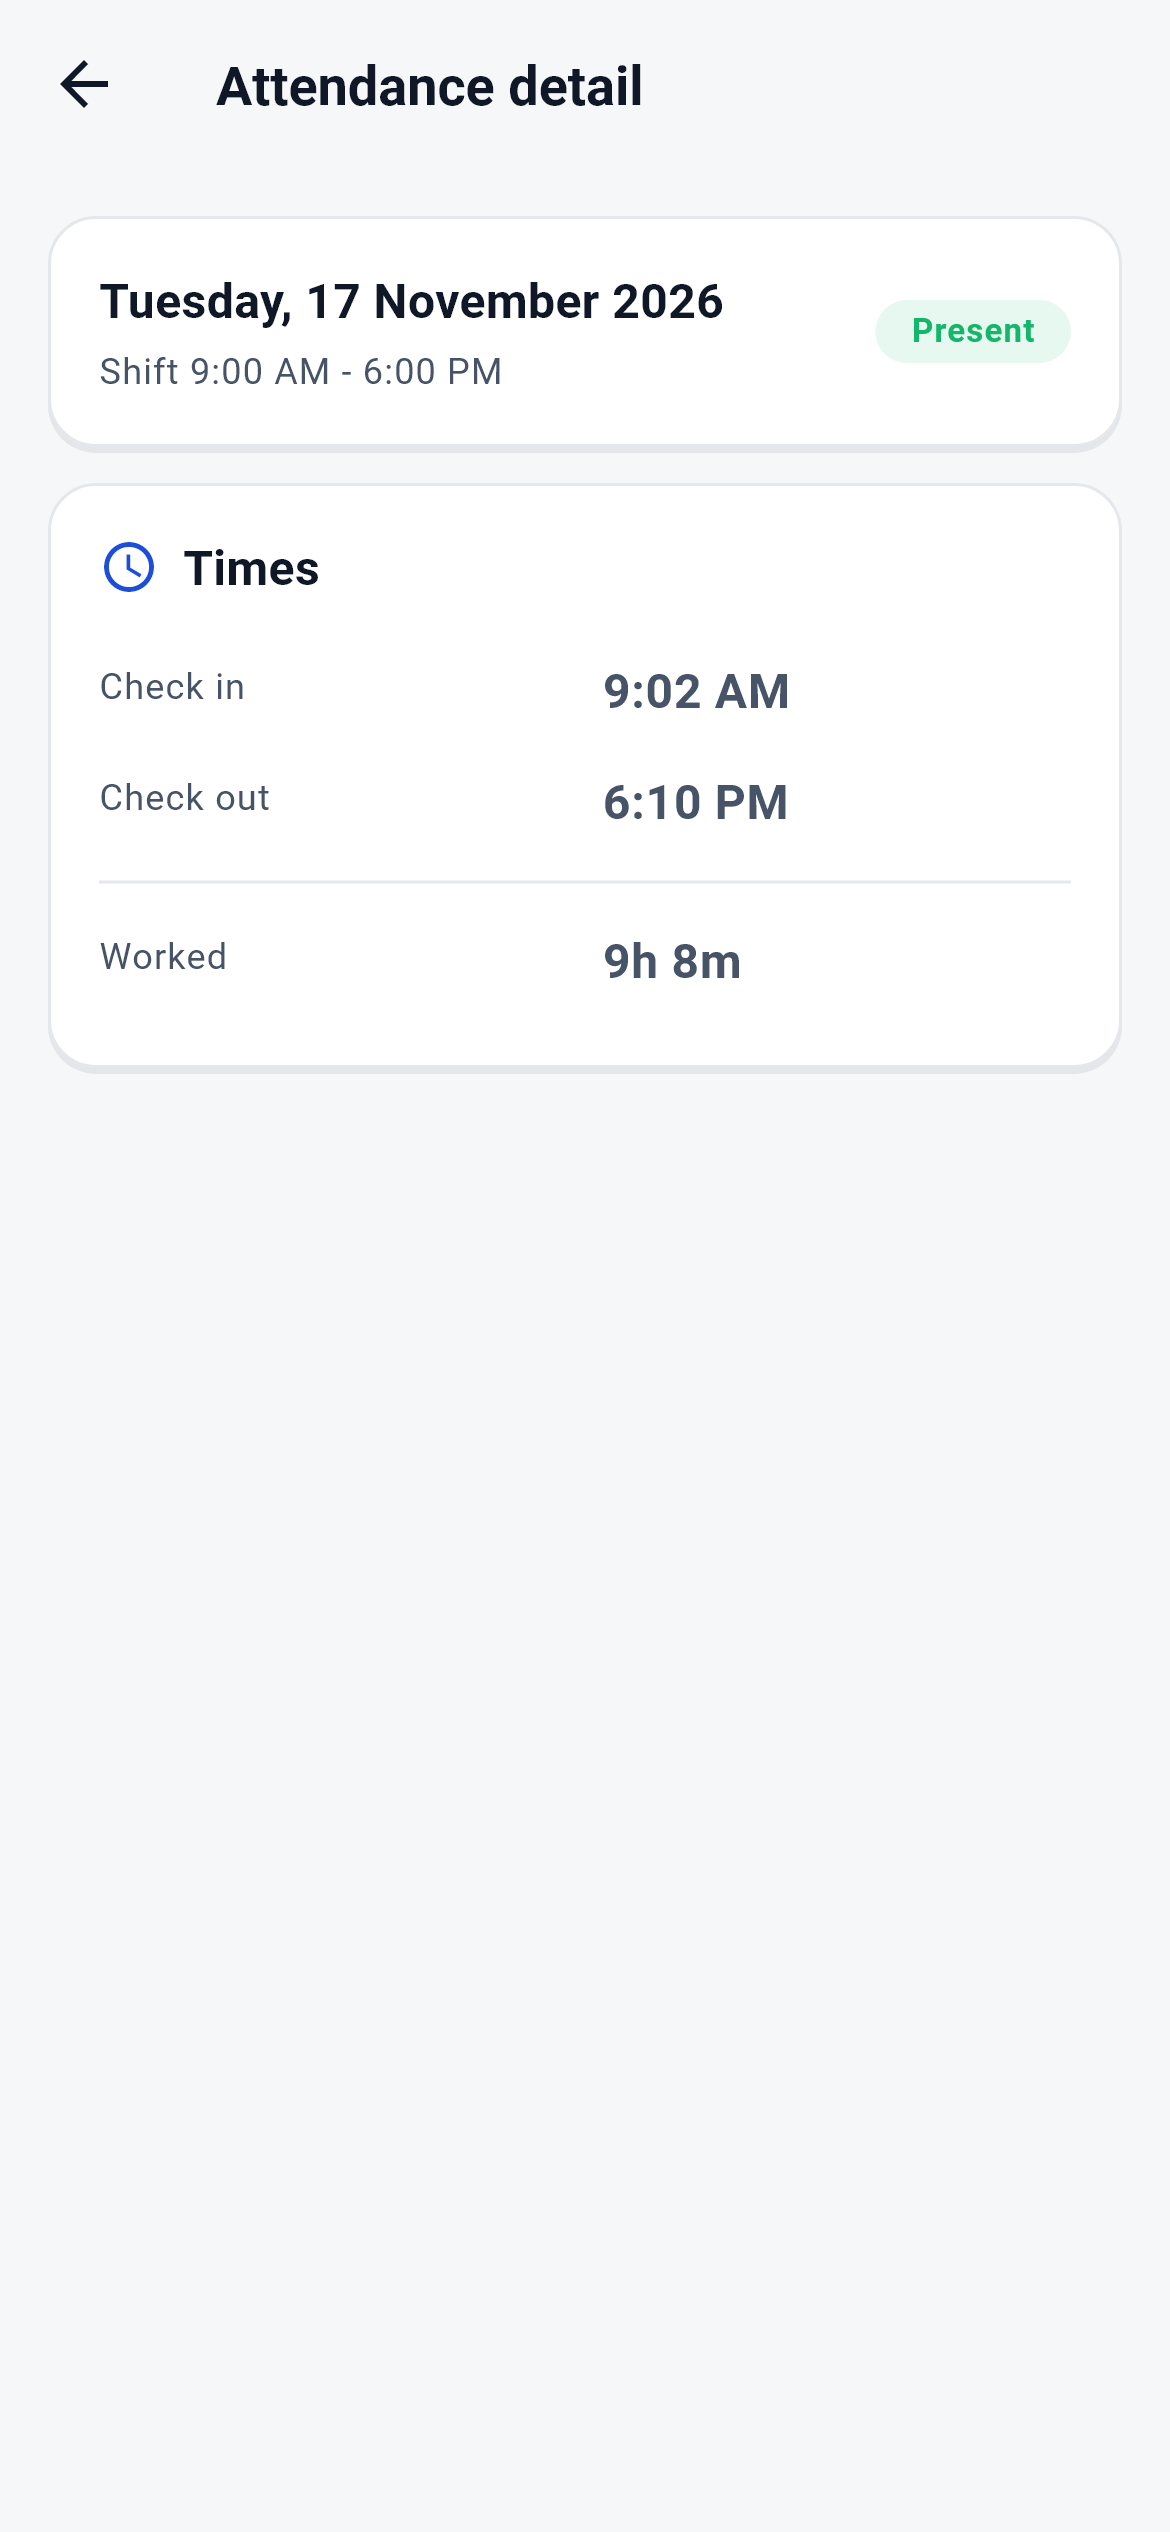 Attendance detail
Tuesday, 17 November 2026
Shift 9:00 AM - 6:00 PM
Present
Times
Check in 9:02 AM
Check out 6:10 PM
Worked 9h 8m